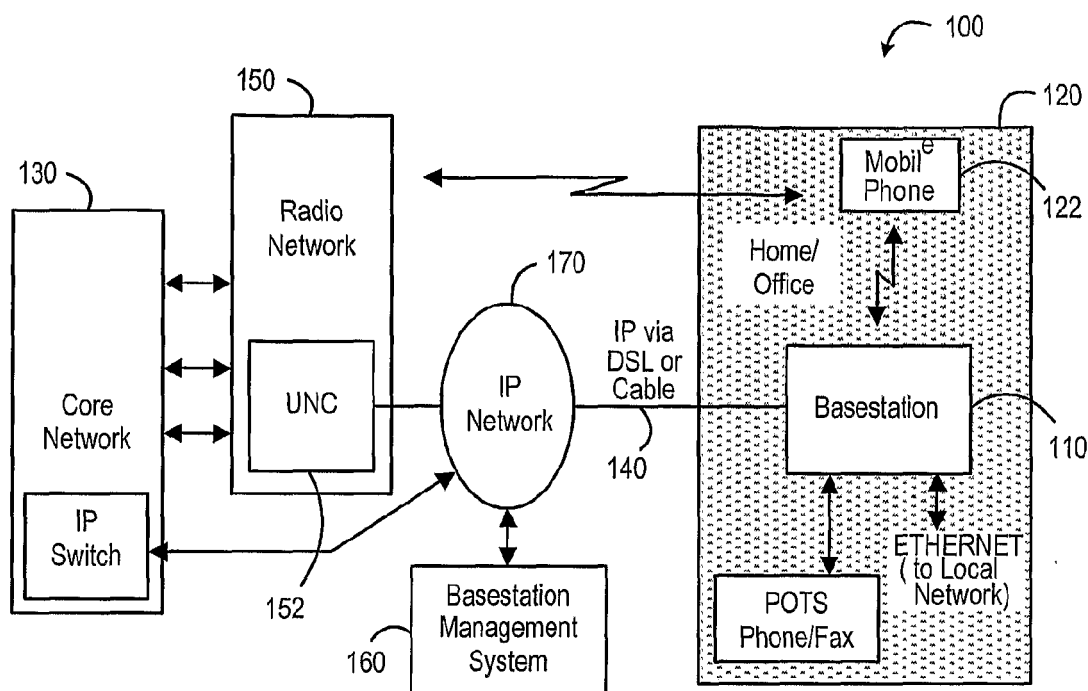 100
150
120
130
Mobile
Phone
122
Radio
Network
Home/
Office
170
IP via
DSL or
Cable
UNC
IP
Network
Basestation
Core
Network
140
110
IP
Switch
152
ETHERNET
( to Local
Network)
Basestation
Management
System
160
POTS
Phone/Fax